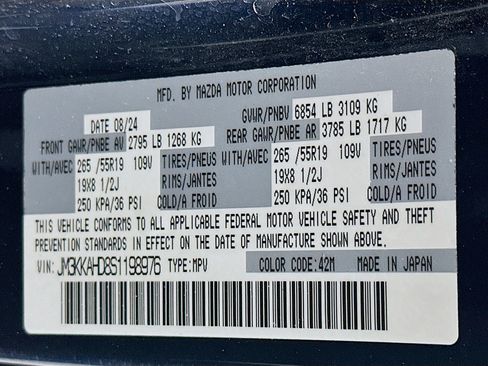 MFD. BY MAZDA MOTOR CORPORATION
DATE 08/24 GVWR/PNBV 6854 LB 3109 KG
FRONT GAWR/PNBE AV 2795 LB 1268 KG REAR GAWR/PNBE AR 3785 LB 1717 KG
WITH/AVEC 265 /55R19 109V TIRES/PNEUS WITH/AVEC 265 /55R19 109V TIRES/PNEUS
19X8 1/2J RIMS/JANTES 19X8 1/2J RIMS/JANTES
250 KPA/36 PSI COLD/A FROID 250 KPA/36 PSI COLD/A FROID
THIS VEHICLE CONFORMS TO ALL APPLICABLE FEDERAL MOTOR VEHICLE SAFETY AND THEFT
PREVENTION STANDARDS IN EFFECT ON THE DATE OF MANUFACTURE SHOWN ABOVE.
VIN: JM3KKAHD8S1198976 TYPE:MPV COLOR CODE:42M MADE IN JAPAN